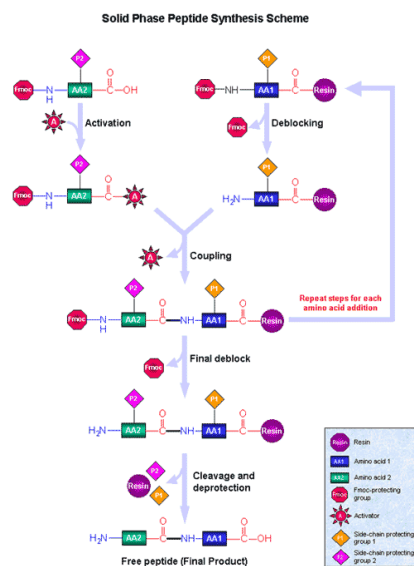 Solid Phase Peptide Synthesis Scheme
P2
P1
Fmoc
N
H
AA2
C
O
OH
Fmoc
NH
AA1
C
O
Resin
A
Activation
Fmoc
Deblocking
P2
P1
Fmoc
N
H
AA2
C
O
A
H₂N
AA1
C
O
Resin
A
Coupling
P2
P1
Fmoc
N
H
AA2
C
O
NH
AA1
C
O
Resin
Repeat steps for each
amino acid addition
Fmoc
Final deblock
P2
P1
H₂N
AA2
C
O
NH
AA1
C
O
Resin
P2
Resin
P1
Cleavage and
deprotection
H₂N
AA2
C
O
NH
AA1
C
O
OH
Free peptide (Final Product)
Resin
Resin
AA1
Amino acid 1
AA2
Amino acid 2
Fmoc
Fmoc-protecting
group
A
Activator
P1
Side-chain protecting
group 1
P2
Side-chain protecting
group 2